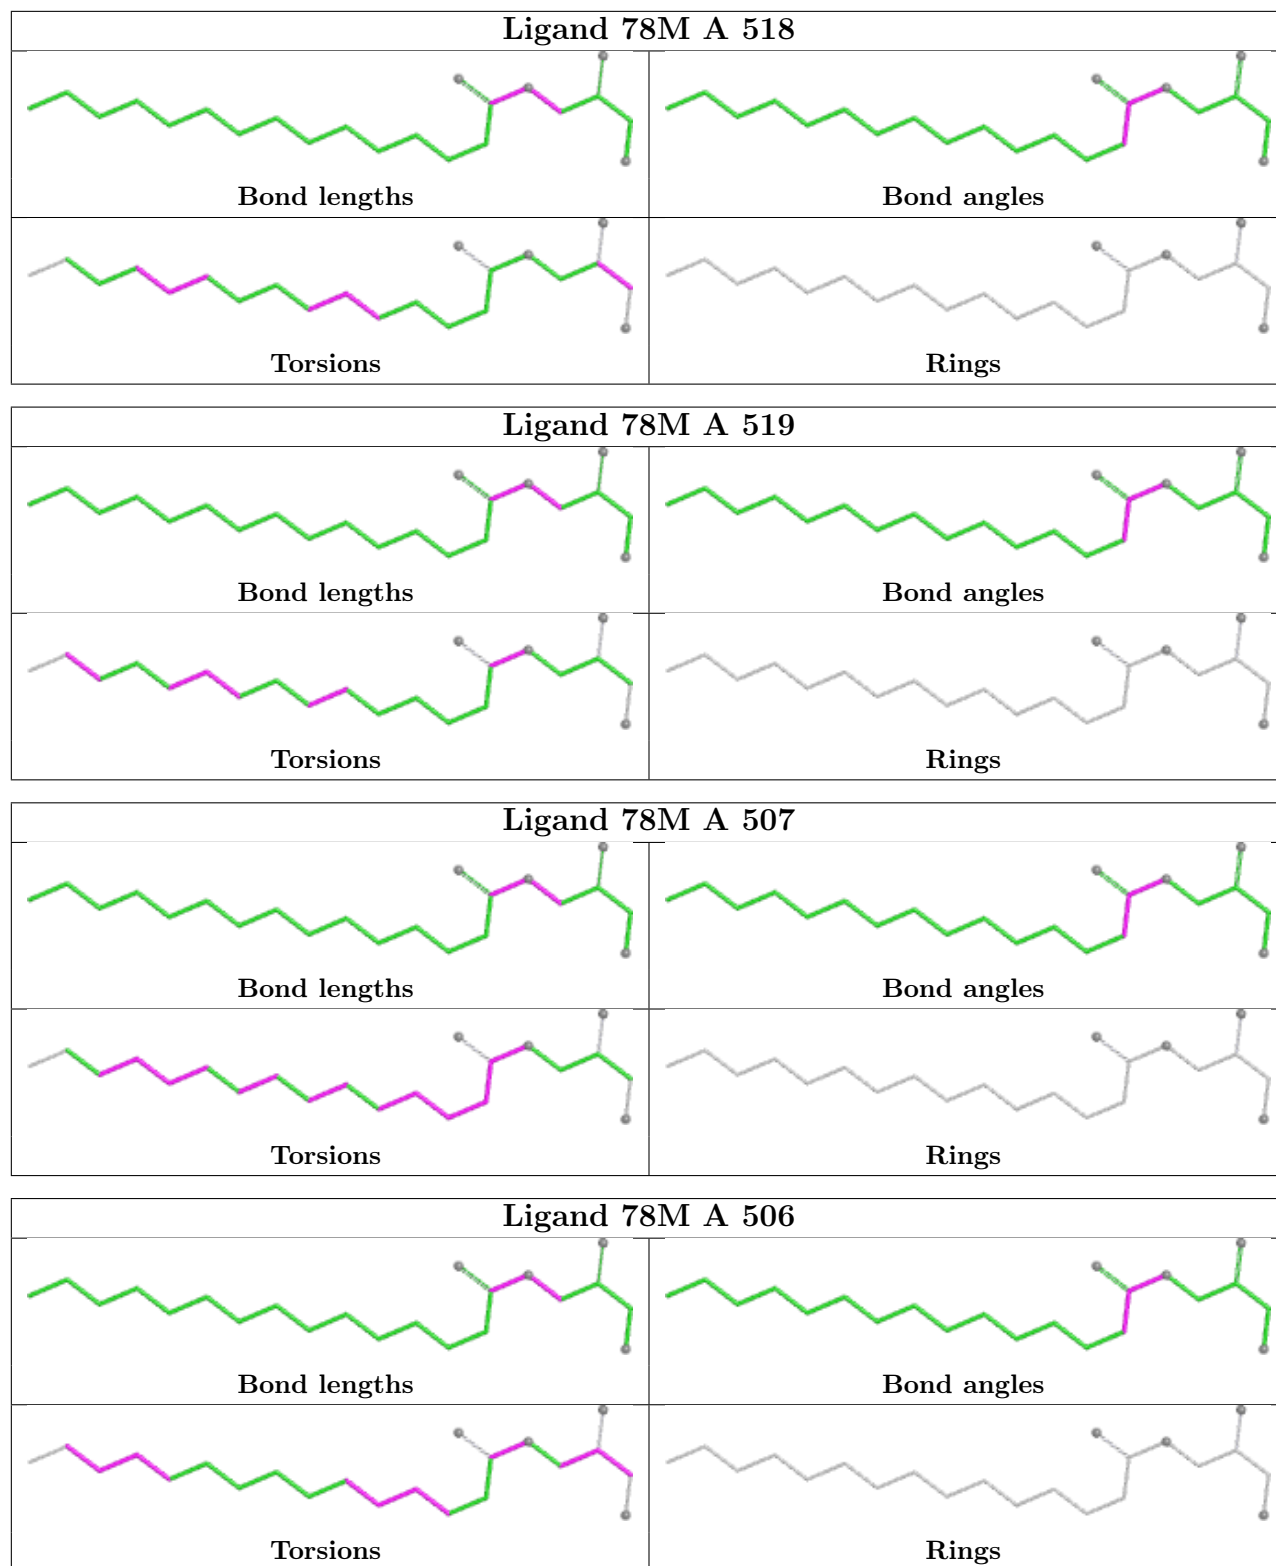 Ligand 78M A 518
Bond lengths
Bond angles
Torsions
Rings
Ligand 78M A 519
Bond lengths
Bond angles
Torsions
Rings
Ligand 78M A 507
Bond lengths
Bond angles
Torsions
Rings
Ligand 78M A 506
Bond lengths
Bond angles
Torsions
Rings